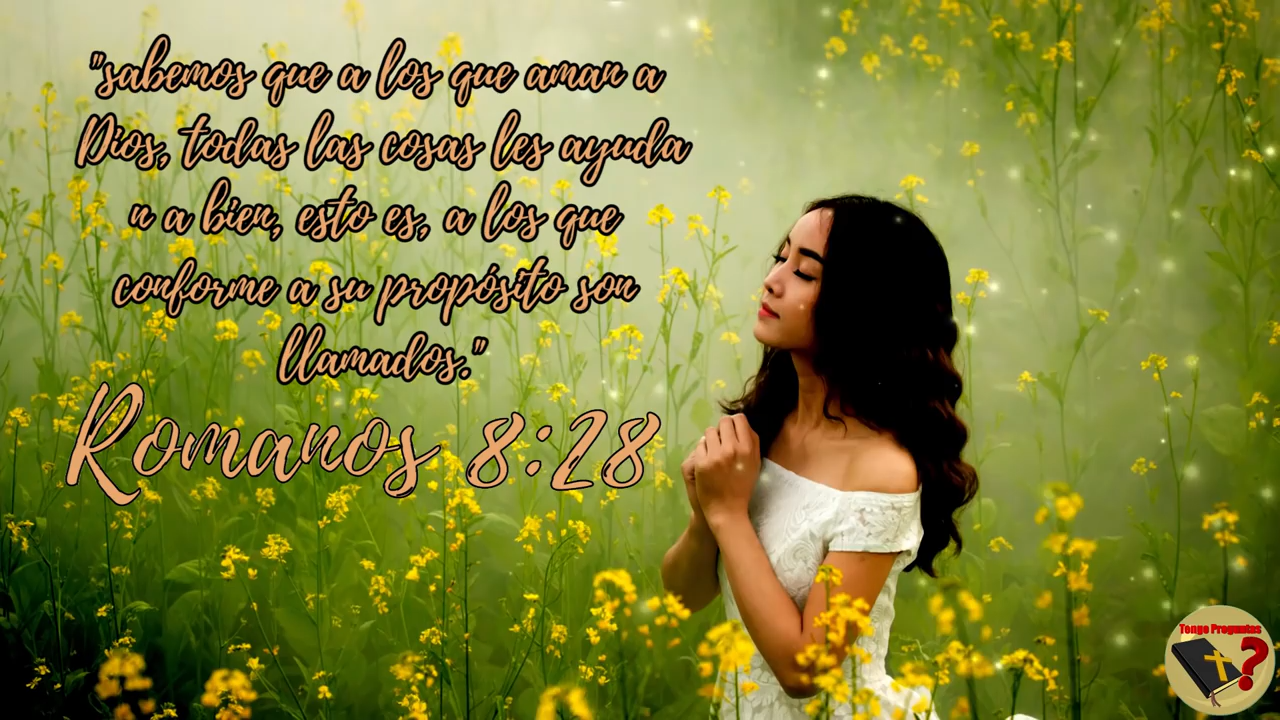 "sabemos que a los que aman a
Dios, todas las cosas les ayuda
n a bien, esto es, a los que
conforme a su propósito son
llamados."
Romanos 8:28
Tengo Preguntas
?